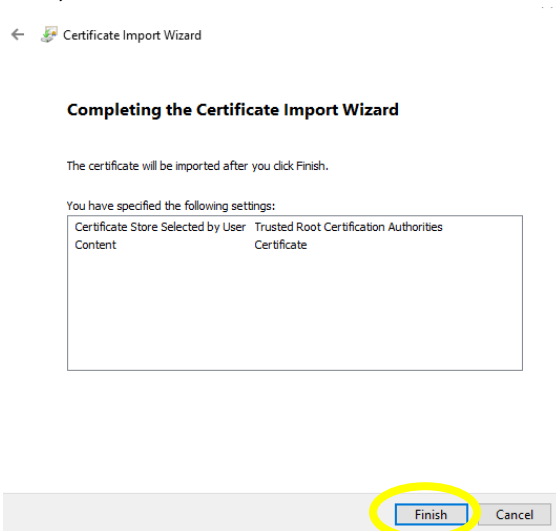 Certificate Import Wizard
Completing the Certificate Import Wizard
The certificate will be imported after you click Finish.
You have specified the following settings:
Certificate Store Selected by User Trusted Root Certification Authorities
Content Certificate
Finish Cancel